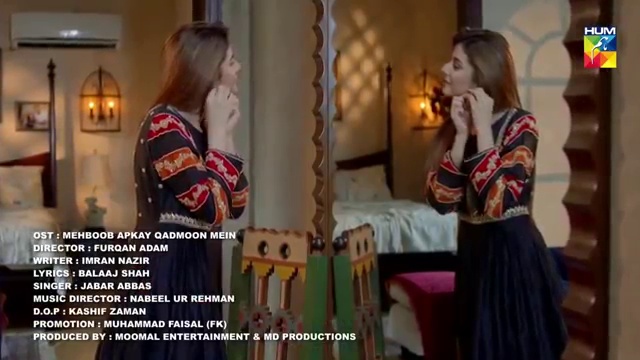 HUM
OST : MEHBOOB APKAY QADMOON MEIN
DIRECTOR : FURQAN ADAM
WRITER : IMRAN NAZIR
LYRICS : BALAAJ SHAH
SINGER : JABAR ABBAS
MUSIC DIRECTOR : NABEEL UR REHMAN
D.O.P : KASHIF ZAMAN
PROMOTION : MUHAMMAD FAISAL (FK)
PRODUCED BY : MOOMAL ENTERTAINMENT & MD PRODUCTIONS